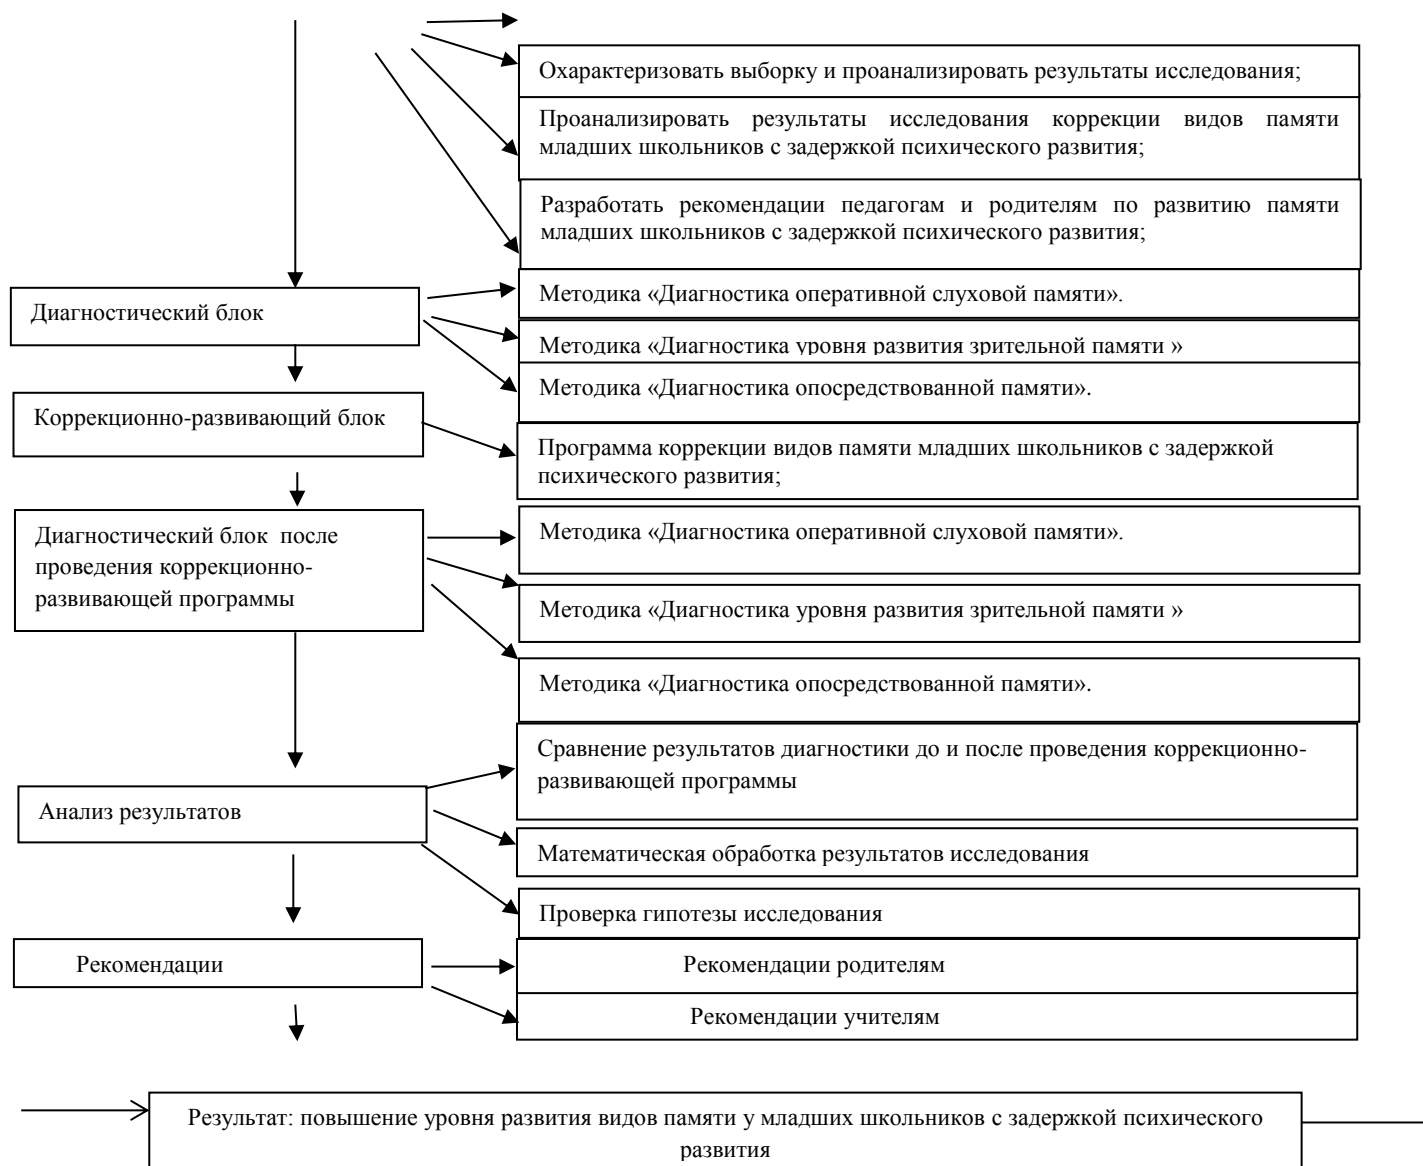 Охарактеризовать выборку и проанализировать результаты исследования;
Проанализировать результаты исследования коррекции видов памяти
младших школьников с задержкой психического развития;
Разработать рекомендации педагогам и родителям по развитию памяти
младших школьников с задержкой психического развития;
Диагностический блок
Методика «Диагностика оперативной слуховой памяти».
Методика «Диагностика уровня развития зрительной памяти »
Методика «Диагностика опосредствованной памяти».
Коррекционно-развивающий блок
Программа коррекции видов памяти младших школьников с задержкой
психического развития;
Диагностический блок после
проведения коррекционно-
развивающей программы
Методика «Диагностика оперативной слуховой памяти».
Методика «Диагностика уровня развития зрительной памяти »
Методика «Диагностика опосредствованной памяти».
Анализ результатов
Сравнение результатов диагностики до и после проведения коррекционно-
развивающей программы
Математическая обработка результатов исследования
Проверка гипотезы исследования
Рекомендации
Рекомендации родителям
Рекомендации учителям
Результат: повышение уровня развития видов памяти у младших школьников с задержкой психического
развития